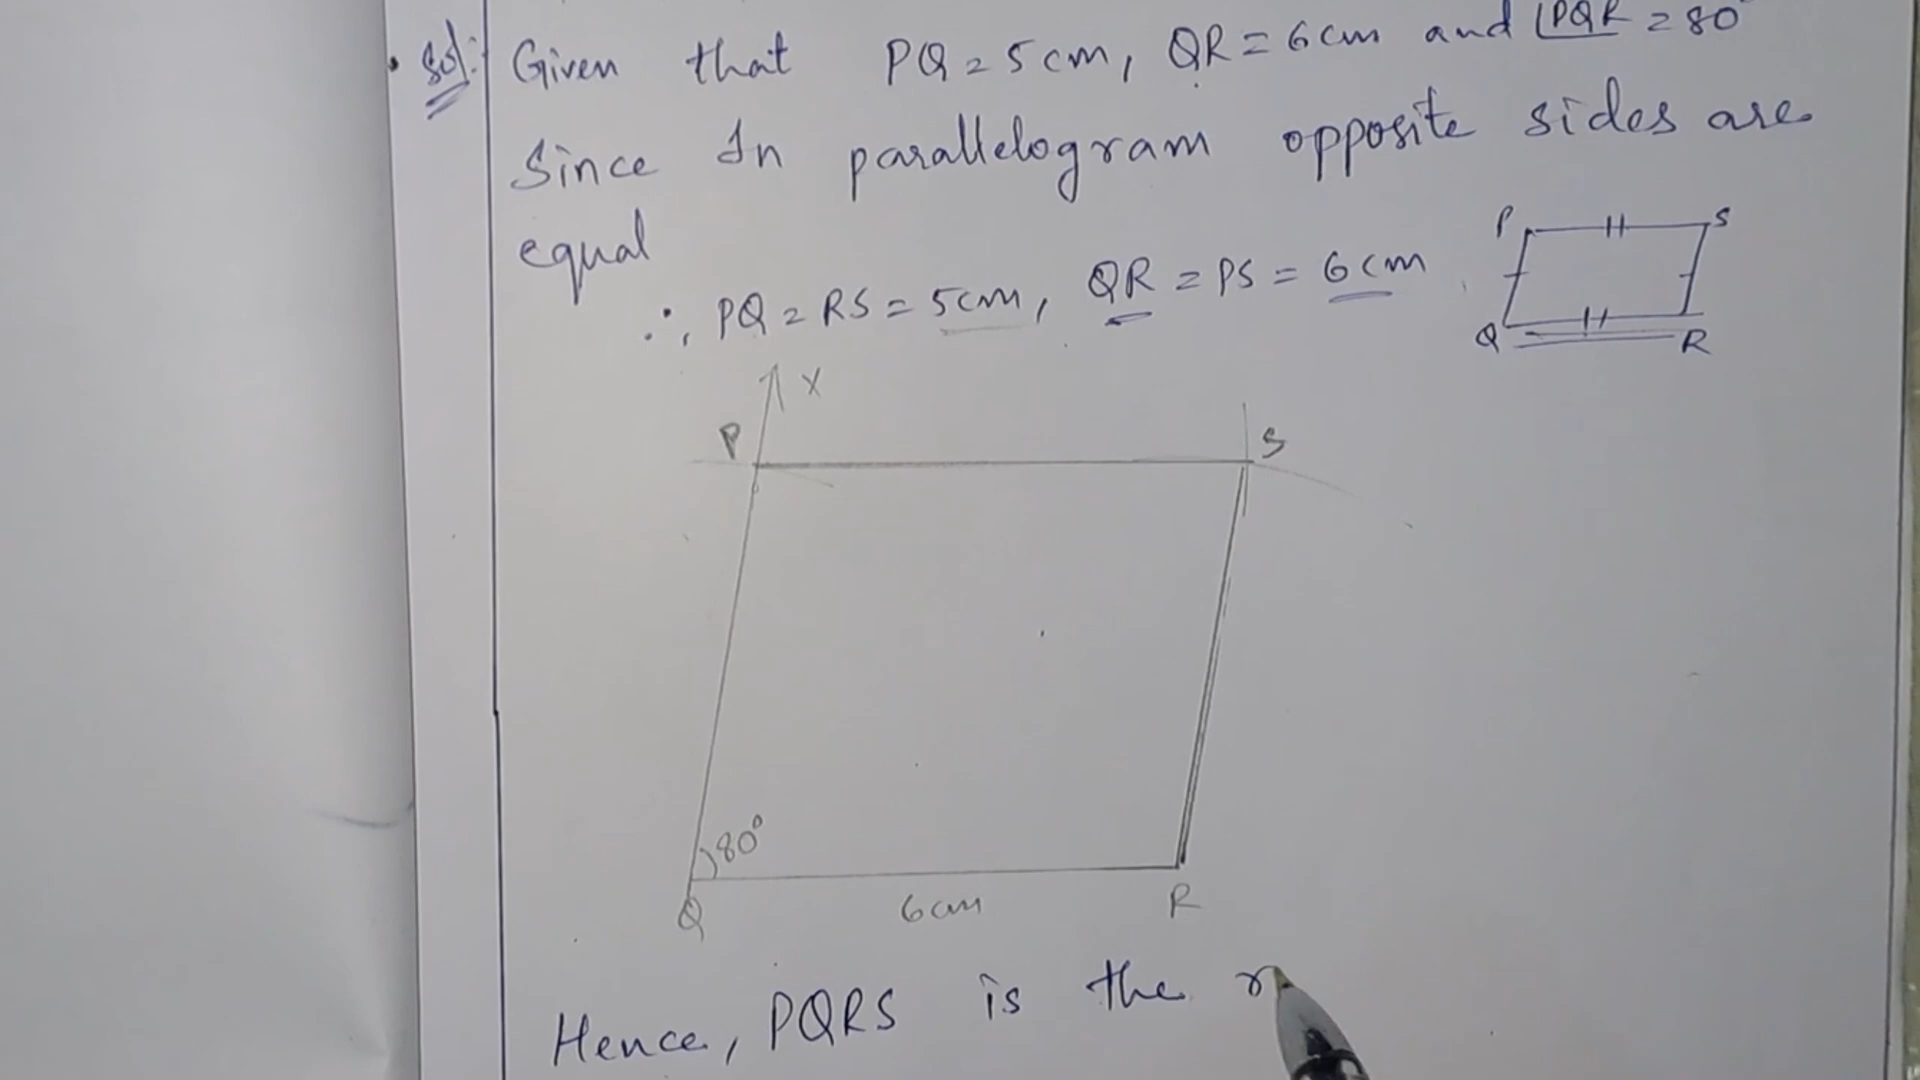 Sol:- Given that PQ = 5 cm, QR = 6 cm and ∠PQR = 80°
Since In parallelogram opposite sides are
equal
∴, PQ = RS = 5cm, QR = PS = 6 cm
P S
Q R
X
P S
80°
Q 6cm R
Hence, PQRS is the r